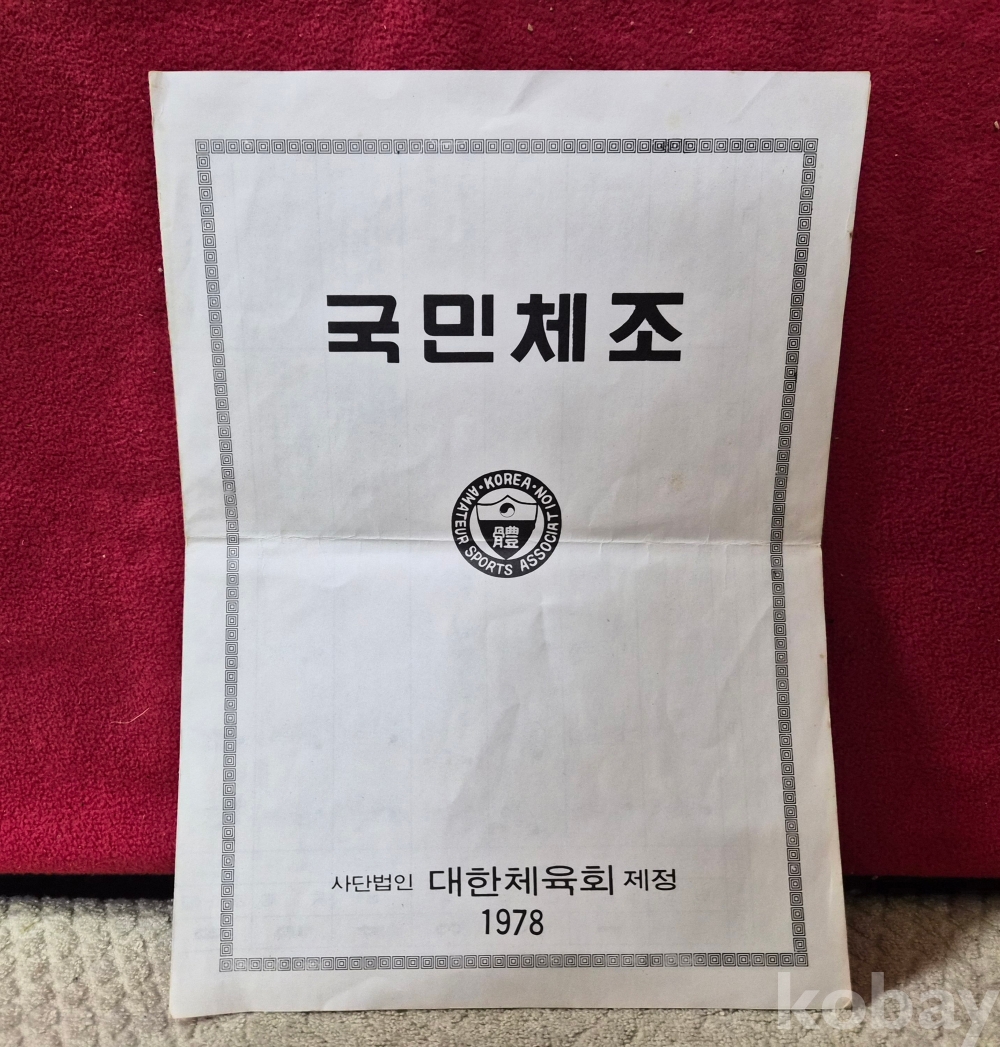 국민체조
KOREA
體
AMATEUR SPORTS ASSOCIATION
사단법인 대한체육회 제정
1978
kobay